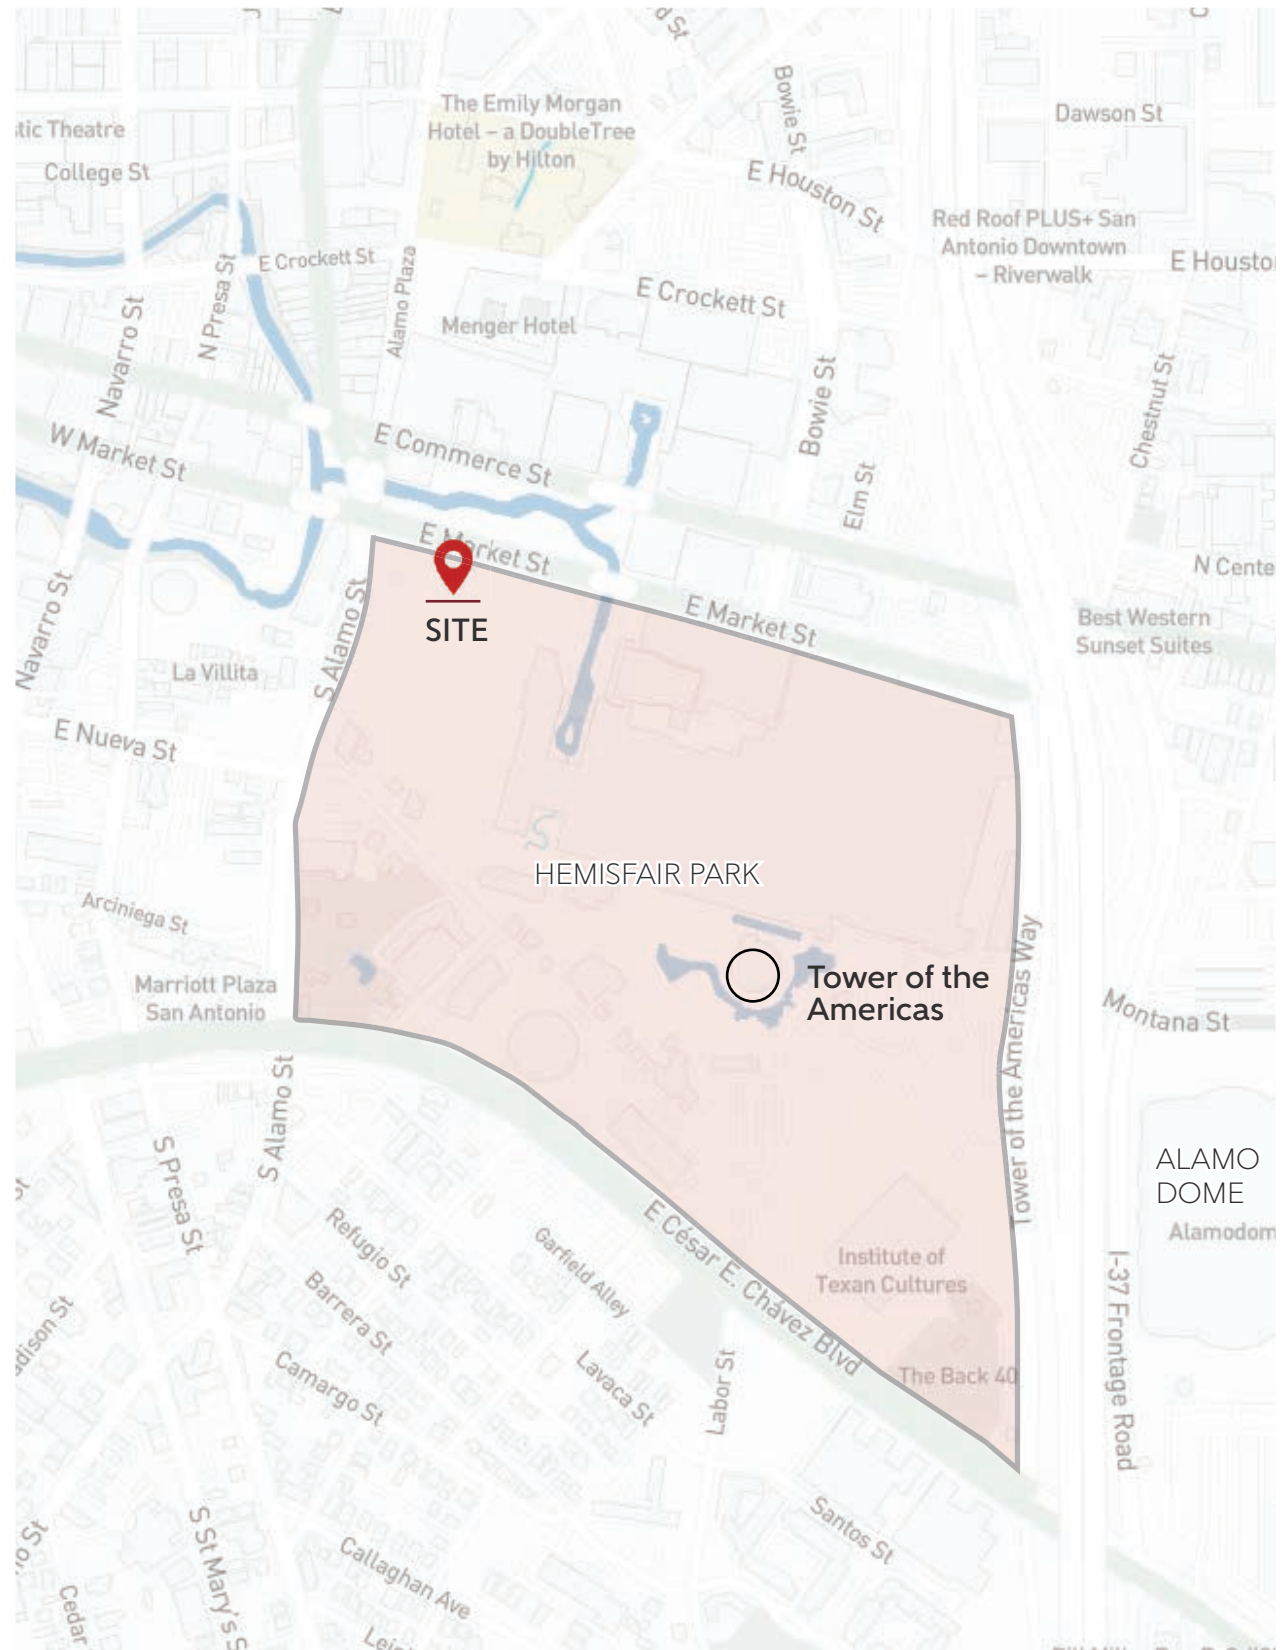 The Emily Morgan
Hotel – a DoubleTree
by Hilton
Bowie St
Dawson St
tic Theatre
College St
E Houston St
Red Roof PLUS+ San
Antonio Downtown
– Riverwalk
E Housto
E Crockett St
N Presa St
Alamo Plaza
E Crockett St
Navarro St
Menger Hotel
Bowie St
Chestnut St
W Market St
E Commerce St
Elm St
E Market St
N Cente
Navarro St
S Alamo St
SITE
E Market St
Best Western
Sunset Suites
La Villita
E Nueva St
HEMISFAIR PARK
Arciniega St
Marriott Plaza
San Antonio
Tower of the
Americas
Tower of the Americas Way
Montana St
S Alamo St
S Presa St
ALAMO
DOME
Alamodom
Refugio St
Garfield Alley
E César E. Chávez Blvd
Institute of
Texan Cultures
Barrera St
adison St
I-37 Frontage Road
Camargo St
Lavaca St
Labor St
The Back 40
Santos St
S St Mary's S
Callaghan Ave
Cedar